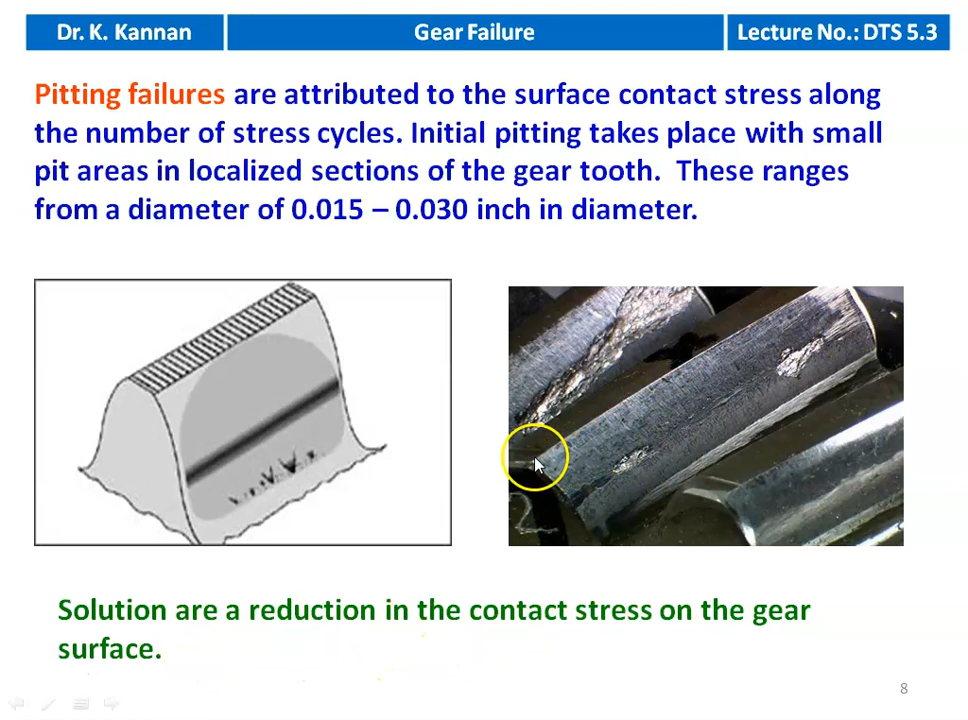 Dr. K. Kannan
Gear Failure
Lecture No.: DTS 5.3
Pitting failures are attributed to the surface contact stress along
the number of stress cycles. Initial pitting takes place with small
pit areas in localized sections of the gear tooth. These ranges
from a diameter of 0.015 – 0.030 inch in diameter.
Solution are a reduction in the contact stress on the gear
surface.
8